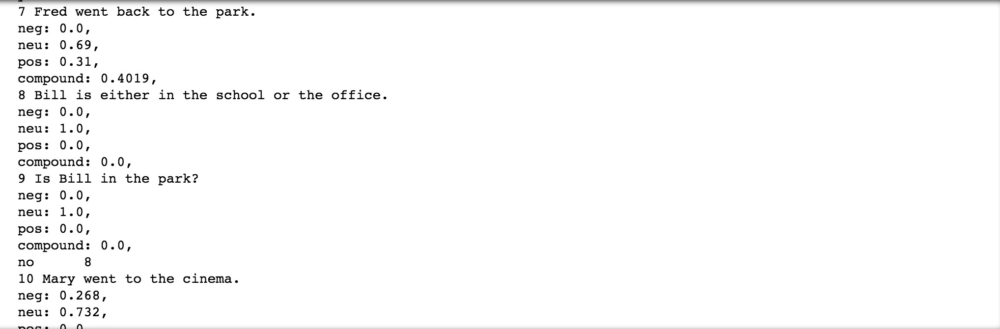 7 Fred went back to the park.
neg: 0.0,
neu: 0.69,
pos: 0.31,
compound: 0.4019,
8 Bill is either in the school or the office.
neg: 0.0,
neu: 1.0,
pos: 0.0,
compound: 0.0,
9 Is Bill in the park?
neg: 0.0,
neu: 1.0,
pos: 0.0,
compound: 0.0,
no 8
10 Mary went to the cinema.
neg: 0.268,
neu: 0.732,
pos: 0.0